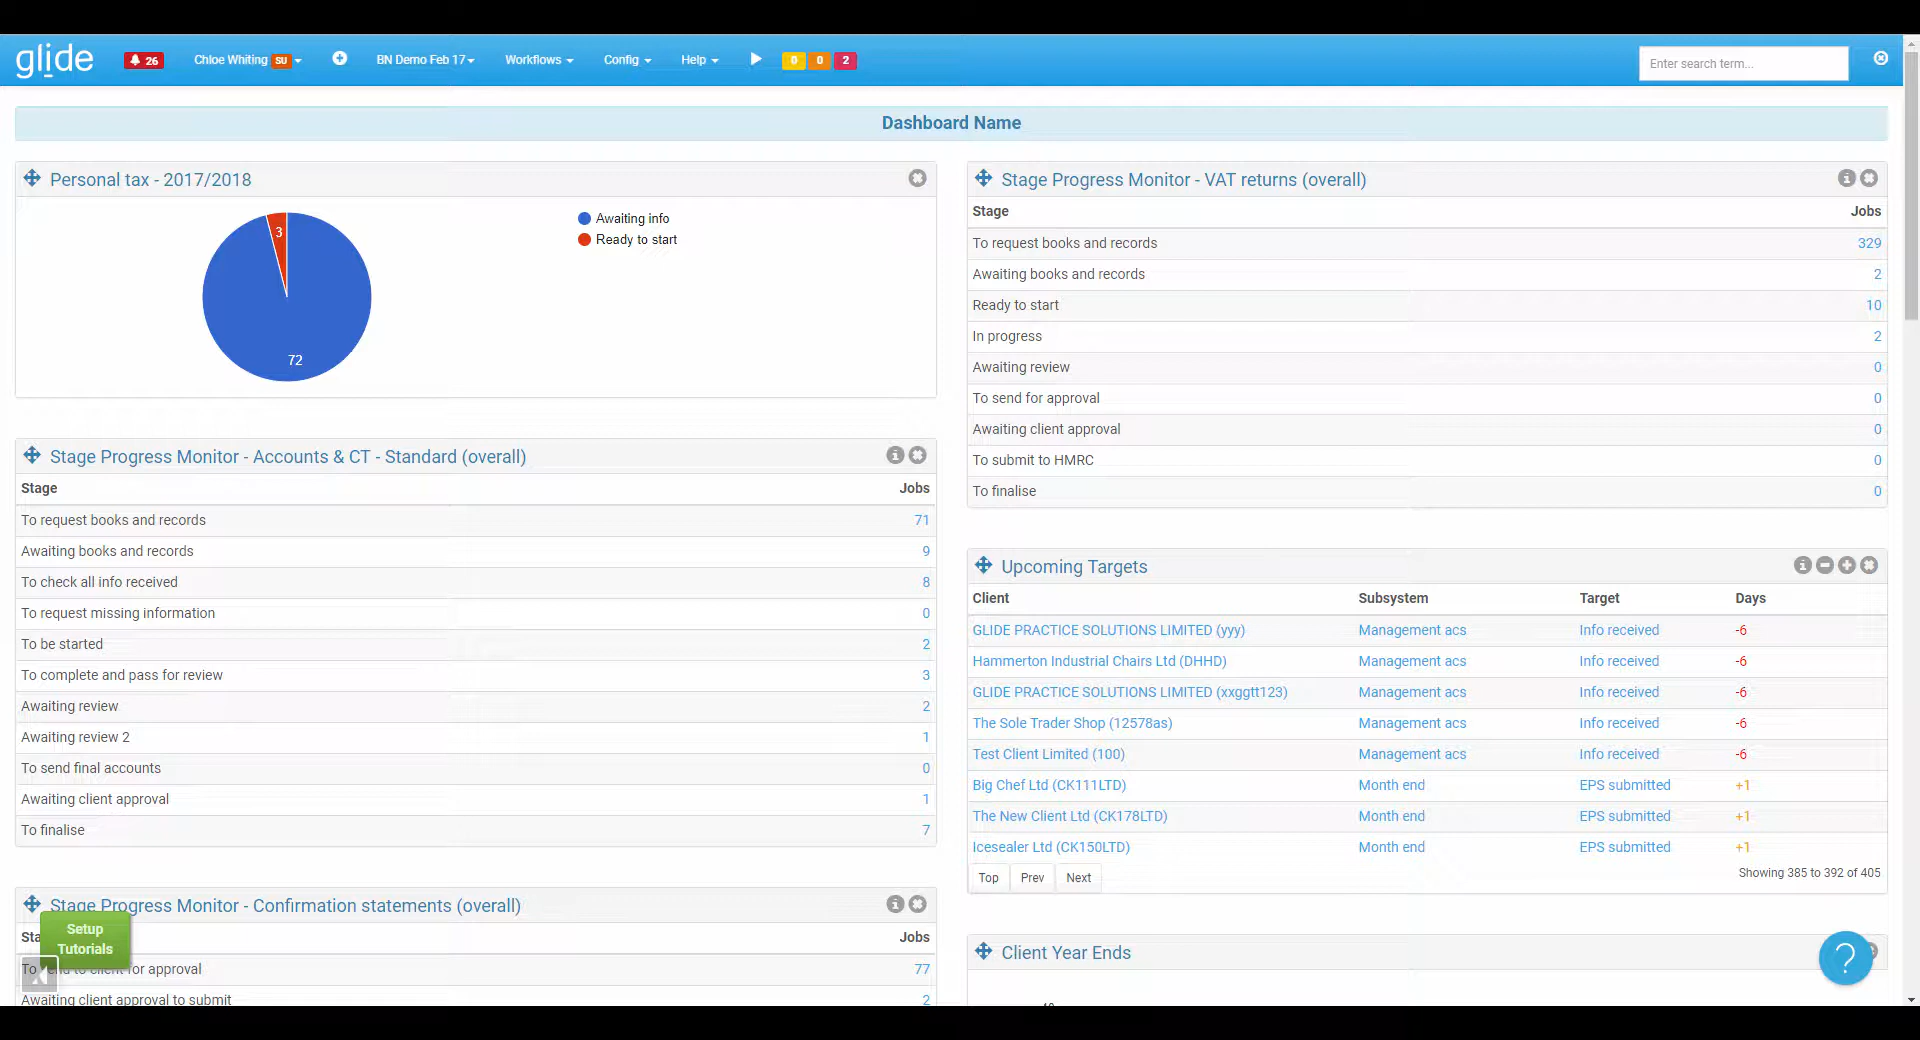 glide 26 Chloe Whiting SU BN Demo Feb 17 Workflows Config Help 0 0 2 Enter search term...
Dashboard Name
Personal tax - 2017/2018
3
72
Awaiting info
Ready to start
Stage Progress Monitor - Accounts & CT - Standard (overall)
Stage Jobs
To request books and records 71
Awaiting books and records 9
To check all info received 8
To request missing information 0
To be started 2
To complete and pass for review 3
Awaiting review 2
Awaiting review 2 1
To send final accounts 0
Awaiting client approval 1
To finalise 7
Stage Progress Monitor - Confirmation statements (overall)
Jobs
Setup
Tutorials
To send to client for approval 77
Awaiting client approval to submit 2
Stage Progress Monitor - VAT returns (overall)
Stage Jobs
To request books and records 329
Awaiting books and records 2
Ready to start 10
In progress 2
Awaiting review 0
To send for approval 0
Awaiting client approval 0
To submit to HMRC 0
To finalise 0
Upcoming Targets
Client Subsystem Target Days
GLIDE PRACTICE SOLUTIONS LIMITED (yyy) Management acs Info received -6
Hammerton Industrial Chairs Ltd (DHHD) Management acs Info received -6
GLIDE PRACTICE SOLUTIONS LIMITED (xxggtt123) Management acs Info received -6
The Sole Trader Shop (12578as) Management acs Info received -6
Test Client Limited (100) Management acs Info received -6
Big Chef Ltd (CK111LTD) Month end EPS submitted +1
The New Client Ltd (CK178LTD) Month end EPS submitted +1
Icesealer Ltd (CK150LTD) Month end EPS submitted +1
Top Prev Next Showing 385 to 392 of 405
Client Year Ends
?